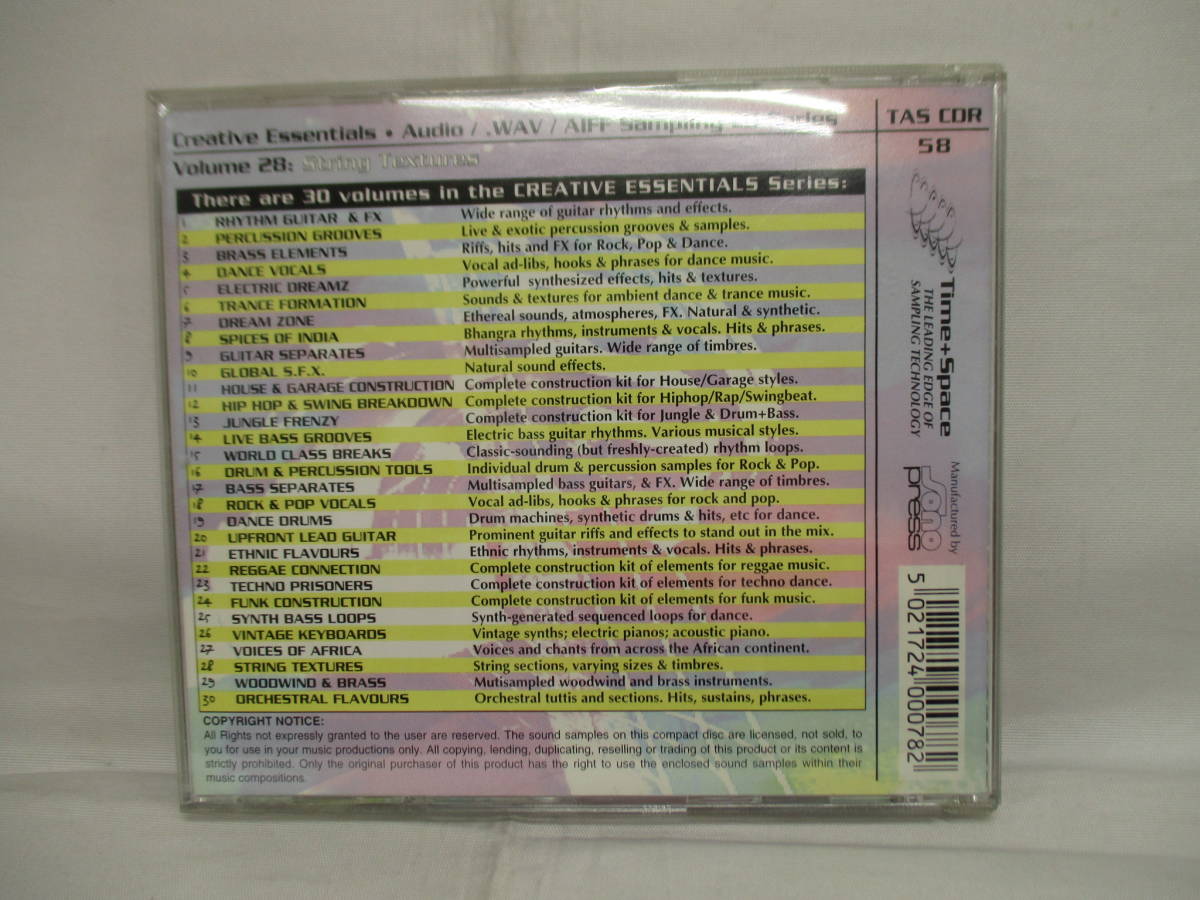 Creative Essentials • Audio / .WAV / AIFF Sampling
Volume 28: String Textures
There are 30 volumes in the CREATIVE ESSENTIALS Series:
1 RHYTHM GUITAR & FX Wide range of guitar rhythms and effects.
2 PERCUSSION GROOVES Live & exotic percussion grooves & samples.
3 BRASS ELEMENTS Riffs, hits and FX for Rock, Pop & Dance.
4 DANCE VOCALS Vocal ad-libs, hooks & phrases for dance music.
5 ELECTRIC DREAMZ Powerful synthesized effects, hits & textures.
6 TRANCE FORMATION Sounds & textures for ambient dance & trance music.
7 DREAM ZONE Ethereal sounds, atmospheres, FX. Natural & synthetic.
8 SPICES OF INDIA Bhangra rhythms, instruments & vocals. Hits & phrases.
9 GUITAR SEPARATES Multisampled guitars. Wide range of timbres.
10 GLOBAL S.F.X. Natural sound effects.
11 HOUSE & GARAGE CONSTRUCTION Complete construction kit for House/Garage styles.
12 HIP HOP & SWING BREAKDOWN Complete construction kit for Hiphop/Rap/Swingbeat.
13 JUNGLE FRENZY Complete construction kit for Jungle & Drum+Bass.
14 LIVE BASS GROOVES Electric bass guitar rhythms. Various musical styles.
15 WORLD CLASS BREAKS Classic-sounding (but freshly-created) rhythm loops.
16 DRUM & PERCUSSION TOOLS Individual drum & percussion samples for Rock & Pop.
17 BASS SEPARATES Multisampled bass guitars, & FX. Wide range of timbres.
18 ROCK & POP VOCALS Vocal ad-libs, hooks & phrases for rock and pop.
19 DANCE DRUMS Drum machines, synthetic drums & hits, etc for dance.
20 UPFRONT LEAD GUITAR Prominent guitar riffs and effects to stand out in the mix.
21 ETHNIC FLAVOURS Ethnic rhythms, instruments & vocals. Hits & phrases.
22 REGGAE CONNECTION Complete construction kit of elements for reggae music.
23 TECHNO PRISONERS Complete construction kit of elements for techno dance.
24 FUNK CONSTRUCTION Complete construction kit of elements for funk music.
25 SYNTH BASS LOOPS Synth-generated sequenced loops for dance.
26 VINTAGE KEYBOARDS Vintage synths; electric pianos; acoustic piano.
27 VOICES OF AFRICA Voices and chants from across the African continent.
28 STRING TEXTURES String sections, varying sizes & timbres.
29 WOODWIND & BRASS Mutisampled woodwind and brass instruments.
30 ORCHESTRAL FLAVOURS Orchestral tuttis and sections. Hits, sustains, phrases.
COPYRIGHT NOTICE:
All Rights not expressly granted to the user are reserved. The sound samples on this compact disc are licensed, not sold, to
you for use in your music productions only. All copying, lending, duplicating, reselling or trading of this product or its content is
strictly prohibited. Only the original purchaser of this product has the right to use the enclosed sound samples within their
music compositions.
TAS CDR
58
Time+Space
THE LEADING EDGE OF
SAMPLING TECHNOLOGY
Manufactured by
sono
press
5 021724 000782